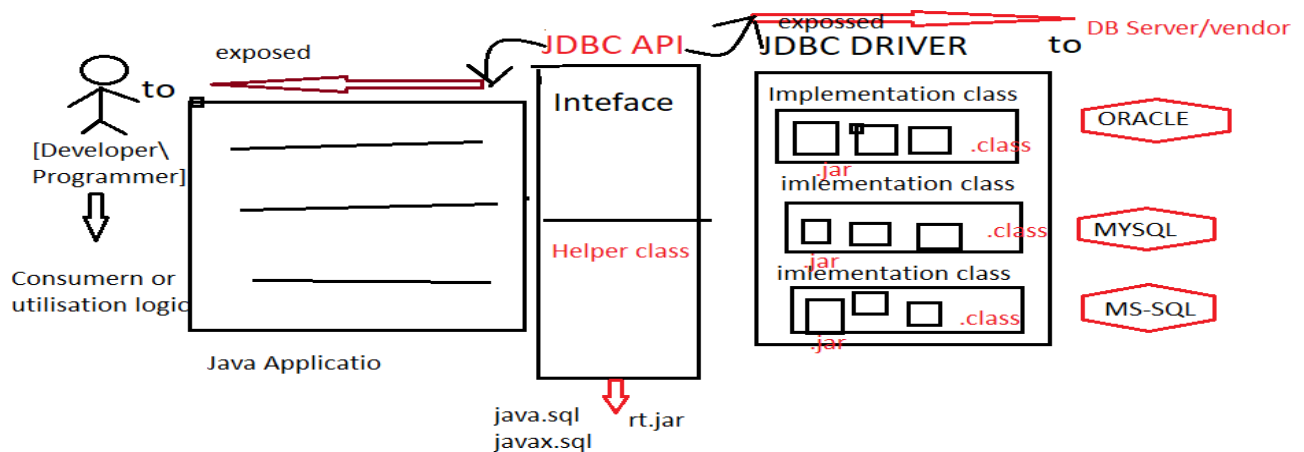 exposed
JDBC API
expossed
DB Server/vendor
to
JDBC DRIVER
to
[Developer\
Programmer]
Consumern or
utilisation logic
Java Applicatio
Inteface
Helper class
java.sql
javax.sql
rt.jar
Implementation class
.class
.jar
imlementation class
.class
.jar
imlementation class
.class
.jar
ORACLE
MYSQL
MS-SQL